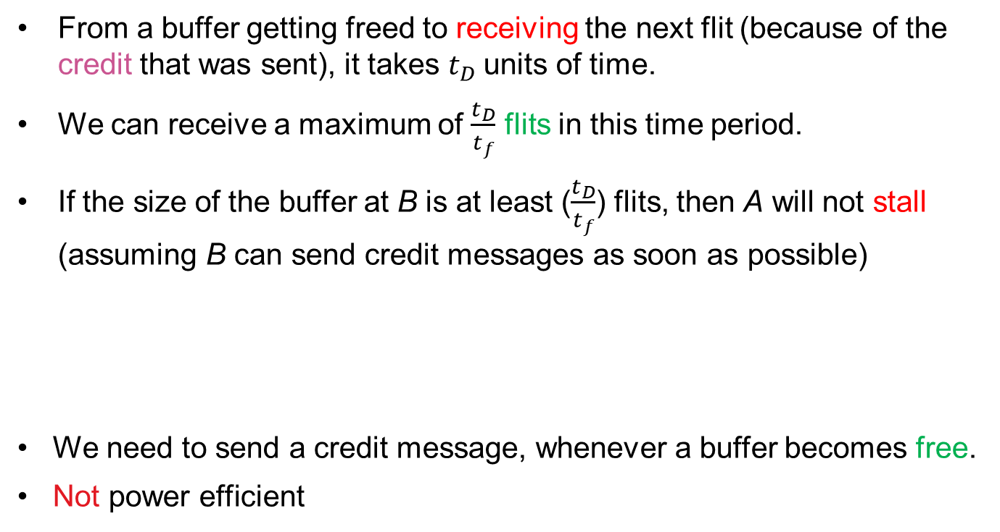 • From a buffer getting freed to receiving the next flit (because of the
credit that was sent), it takes t_D units of time.
• We can receive a maximum of t_D/t_f flits in this time period.
• If the size of the buffer at B is at least (t_D/t_f) flits, then A will not stall
(assuming B can send credit messages as soon as possible)
• We need to send a credit message, whenever a buffer becomes free.
• Not power efficient